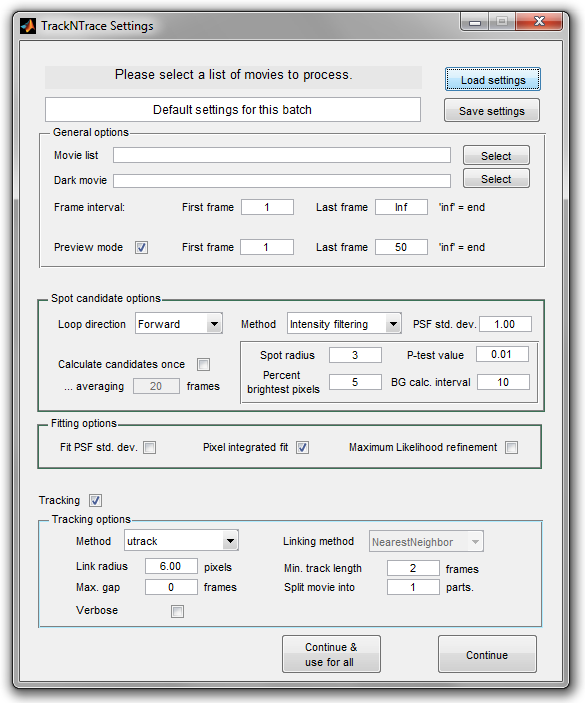 TrackNTrace Settings
Please select a list of movies to process.
Load settings
Default settings for this batch
Save settings
General options
Movie list
Select
Dark movie
Select
Frame interval: First frame 1 Last frame Inf 'inf' = end
Preview mode First frame 1 Last frame 50 'inf' = end
Spot candidate options
Loop direction Forward Method Intensity filtering PSF std. dev. 1.00
Calculate candidates once
... averaging 20 frames
Spot radius 3 P-test value 0.01
Percent
brightest pixels 5 BG calc. interval 10
Fitting options
Fit PSF std. dev. Pixel integrated fit Maximum Likelihood refinement
Tracking
Tracking options
Method utrack Linking method NearestNeighbor
Link radius 6.00 pixels Min. track length 2 frames
Max. gap 0 frames Split movie into 1 parts.
Verbose
Continue &
use for all
Continue